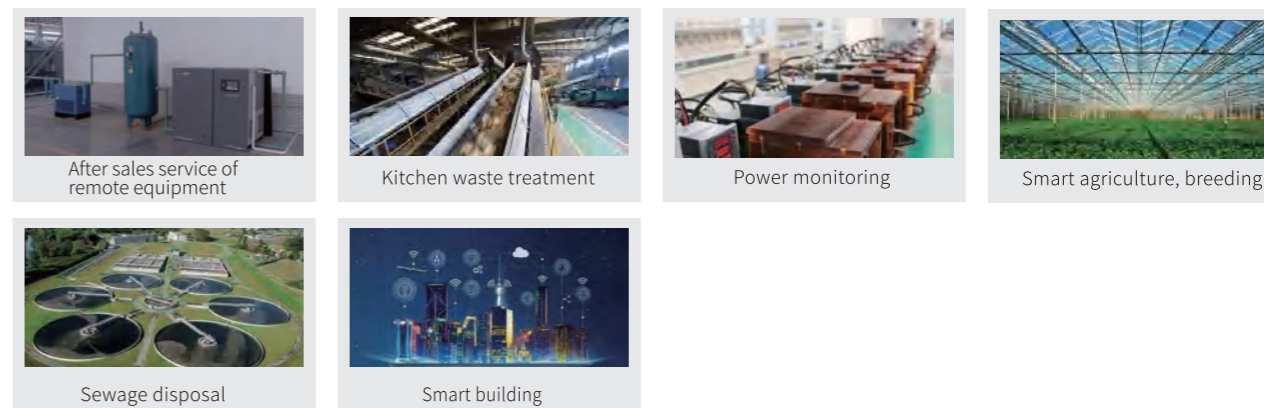 After sales service of
remote equipment
Kitchen waste treatment
Power monitoring
Smart agriculture, breeding
Sewage disposal
Smart building